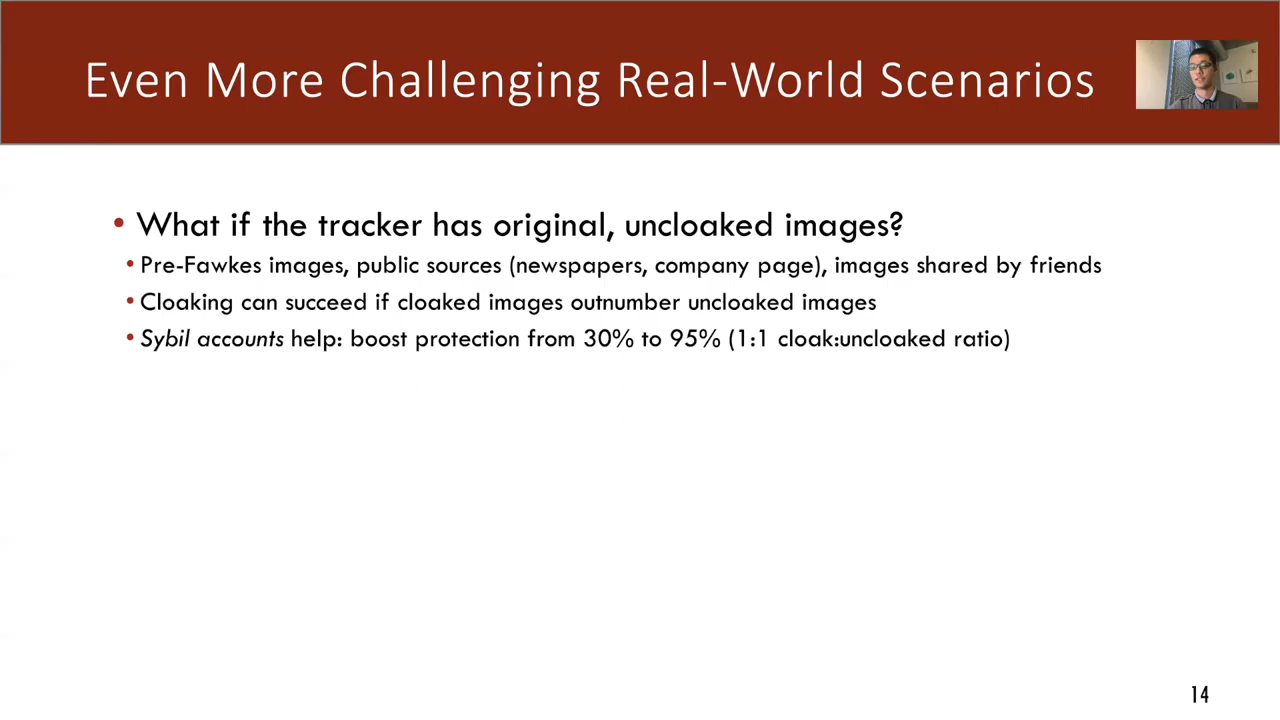 Even More Challenging Real-World Scenarios
• What if the tracker has original, uncloaked images?
• Pre-Fawkes images, public sources (newspapers, company page), images shared by friends
• Cloaking can succeed if cloaked images outnumber uncloaked images
• Sybil accounts help: boost protection from 30% to 95% (1:1 cloak:uncloaked ratio)
14